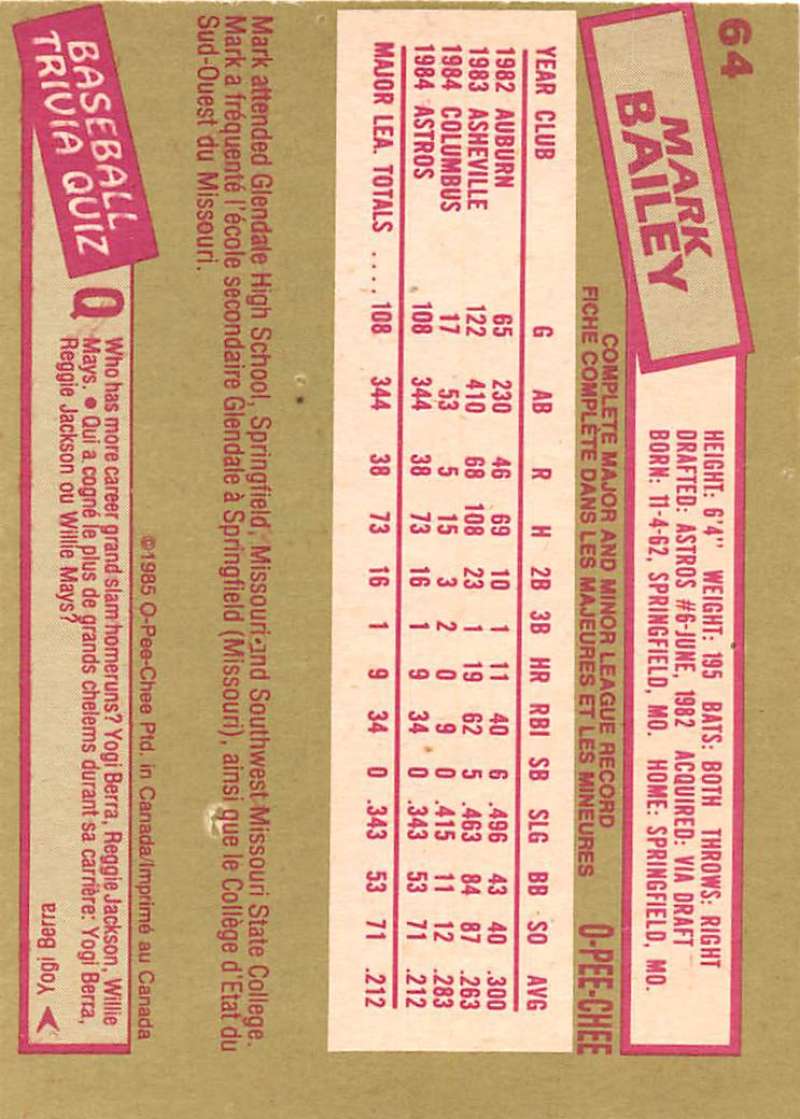 64
MARK
BAILEY
HEIGHT: 6'4" WEIGHT: 195 BATS: BOTH THROWS: RIGHT
DRAFTED: ASTROS #6-JUNE, 1982 ACQUIRED: VIA DRAFT
BORN: 11-4-62, SPRINGFIELD, MO. HOME: SPRINGFIELD, MO.
COMPLETE MAJOR AND MINOR LEAGUE RECORD
FICHE COMPLÈTE DANS LES MAJEURES ET LES MINEURES
O-PEE-CHEE
YEAR CLUB G AB R H 2B 3B HR RBI SB SLG BB SO AVG
1982 AUBURN 65 230 46 69 10 1 11 40 6 .496 43 40 .300
1983 ASHEVILLE 122 410 68 108 23 1 19 62 5 .463 84 87 .263
1984 COLUMBUS 17 53 5 15 3 2 0 9 0 .415 11 12 .283
1984 ASTROS 108 344 38 73 16 1 9 34 0 .343 53 71 .212
MAJOR LEA. TOTALS .... 108 344 38 73 16 1 9 34 0 .343 53 71 .212
Mark attended Glendale High School, Springfield, Missouri and Southwest Missouri State College.
Mark a fréquenté l'école secondaire Glendale à Springfield (Missouri), ainsi que le Collège d'Etat du
Sud-Ouest du Missouri.
©1985 O-Pee-Chee Ptd. in Canada/Imprimé au Canada
BASEBALL
TRIVIA QUIZ
Q
Who has more career grand slam homeruns? Yogi Berra, Reggie Jackson, Willie
Mays. ● Qui a cogné le plus de grands chelems durant sa carrière: Yogi Berra,
Reggie Jackson ou Willie Mays?
Yogi Berra